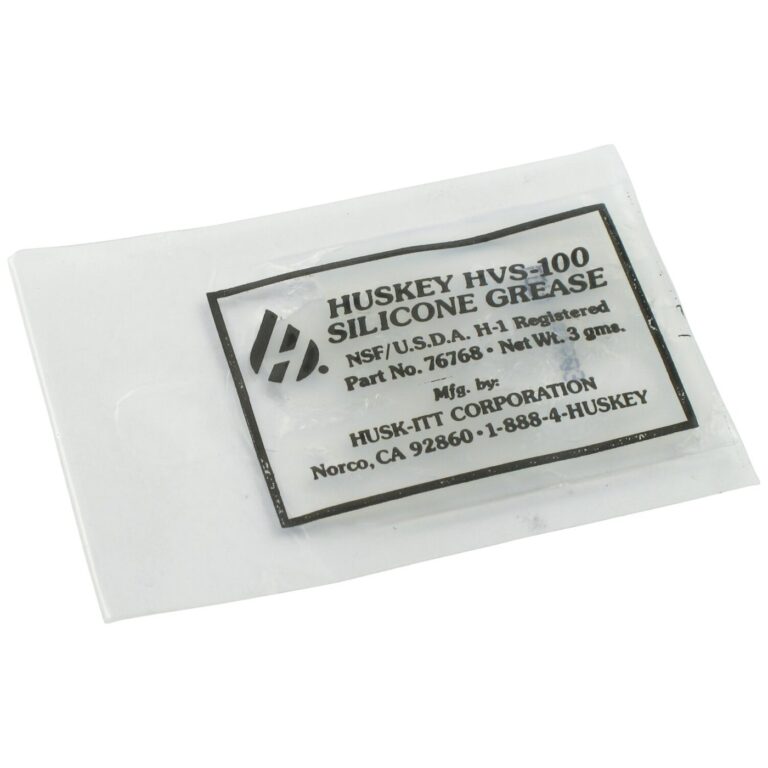 HUSKEY HVS-100
SILICONE GREASE
NSF/U.S.D.A. H-1 Registered
Part No. 76768 • Net Wt. 3 gms.
Mfg. by:
HUSK-ITT CORPORATION
Norco, CA 92860 • 1-888-4-HUSKEY